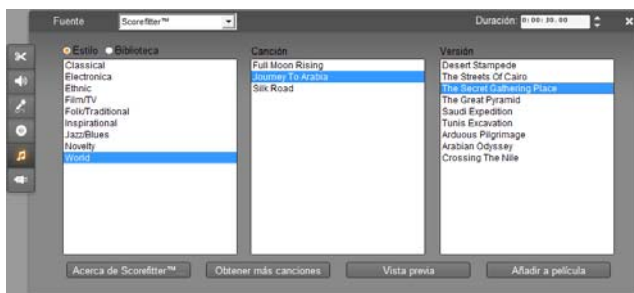 Fuente Scorefitter™ Duración: 0:00:30.00
Estilo Biblioteca Canción Versión
Classical
Electronica
Ethnic
Film/TV
Folk/Traditional
Inspirational
Jazz/Blues
Novelty
World
Full Moon Rising
Journey To Arabia
Silk Road
Desert Stampede
The Streets Of Cairo
The Secret Gathering Place
The Great Pyramid
Saudi Expedition
Tunis Excavation
Arduous Pilgrimage
Arabian Odyssey
Crossing The Nile
Acerca de Scorefitter™ Obtener más canciones Vista previa Añadir a película